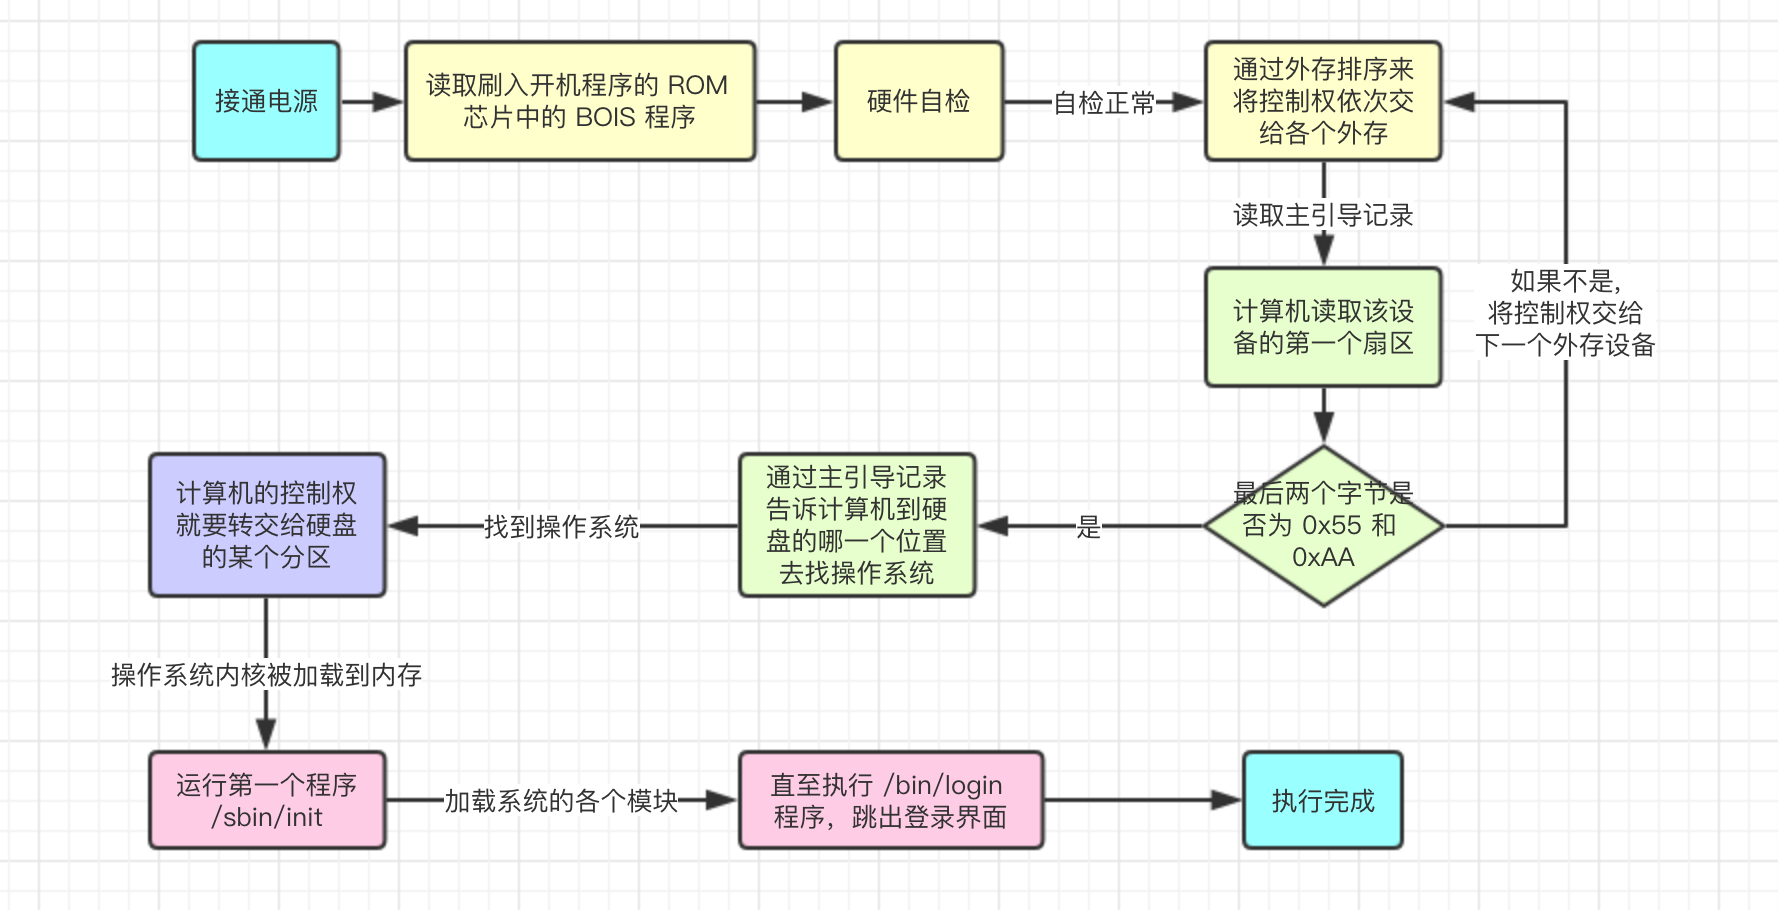 接通电源
读取刷入开机程序的 ROM
芯片中的 BOIS 程序
硬件自检
自检正常
通过外存排序来
将控制权依次交
给各个外存
读取主引导记录
计算机读取该设
备的第一个扇区
如果不是,
将控制权交给
下一个外存设备
最后两个字节是
否为 0x55 和
0xAA
是
通过主引导记录
告诉计算机到硬
盘的哪一个位置
去找操作系统
找到操作系统
计算机的控制权
就要转交给硬盘
的某个分区
操作系统内核被加载到内存
运行第一个程序
/sbin/init
加载系统的各个模块
直至执行 /bin/login
程序，跳出登录界面
执行完成